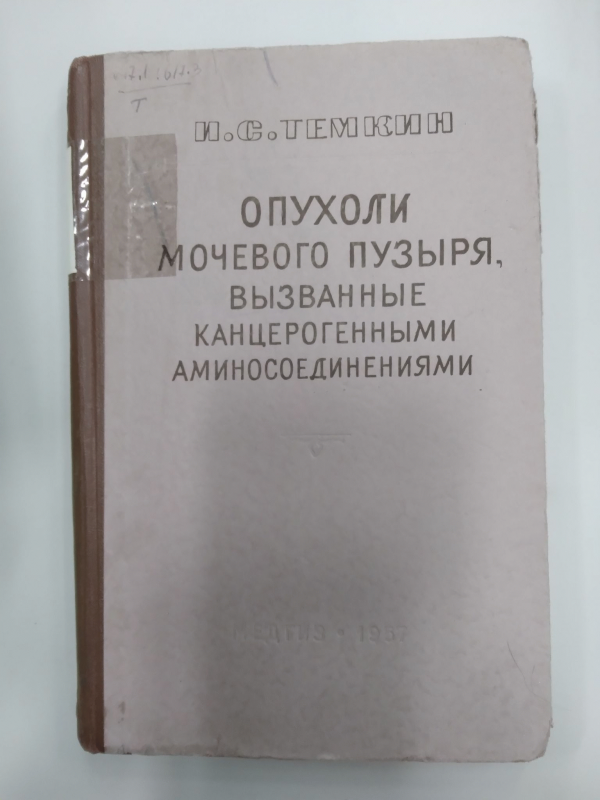 Т
И.С.ТЕМКИН
ОПУХОЛИ
МОЧЕВОГО ПУЗЫРЯ,
ВЫЗВАННЫЕ
КАНЦЕРОГЕННЫМИ
АМИНОСОЕДИНЕНИЯМИ
МЕДГИЗ • 1957